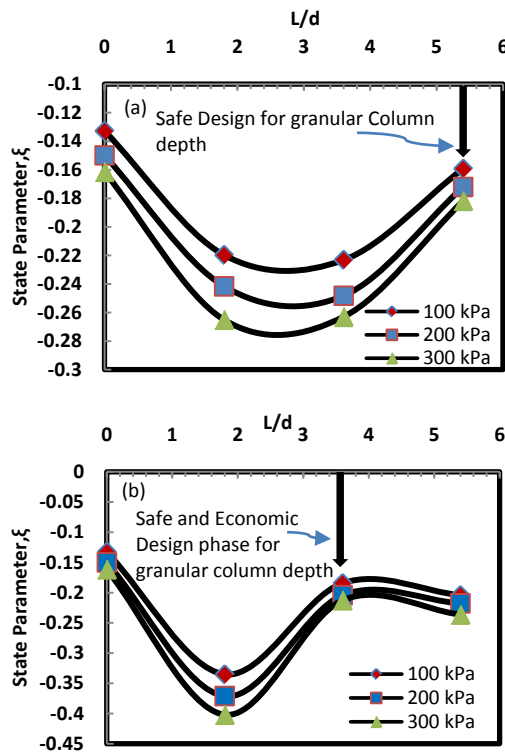 L/d
0 1 2 3 4 5 6
-0.1
-0.12
-0.14
-0.16
-0.18
-0.2
-0.22
-0.24
-0.26
-0.28
-0.3
State Parameter,ξ
(a)
Safe Design for granular Column
depth
100 kPa
200 kPa
300 kPa
L/d
0 1 2 3 4 5 6
0
-0.05
-0.1
-0.15
-0.2
-0.25
-0.3
-0.35
-0.4
-0.45
State Parameter,ξ
(b)
Safe and Economic
Design phase for
granular column depth
100 kPa
200 kPa
300 kPa